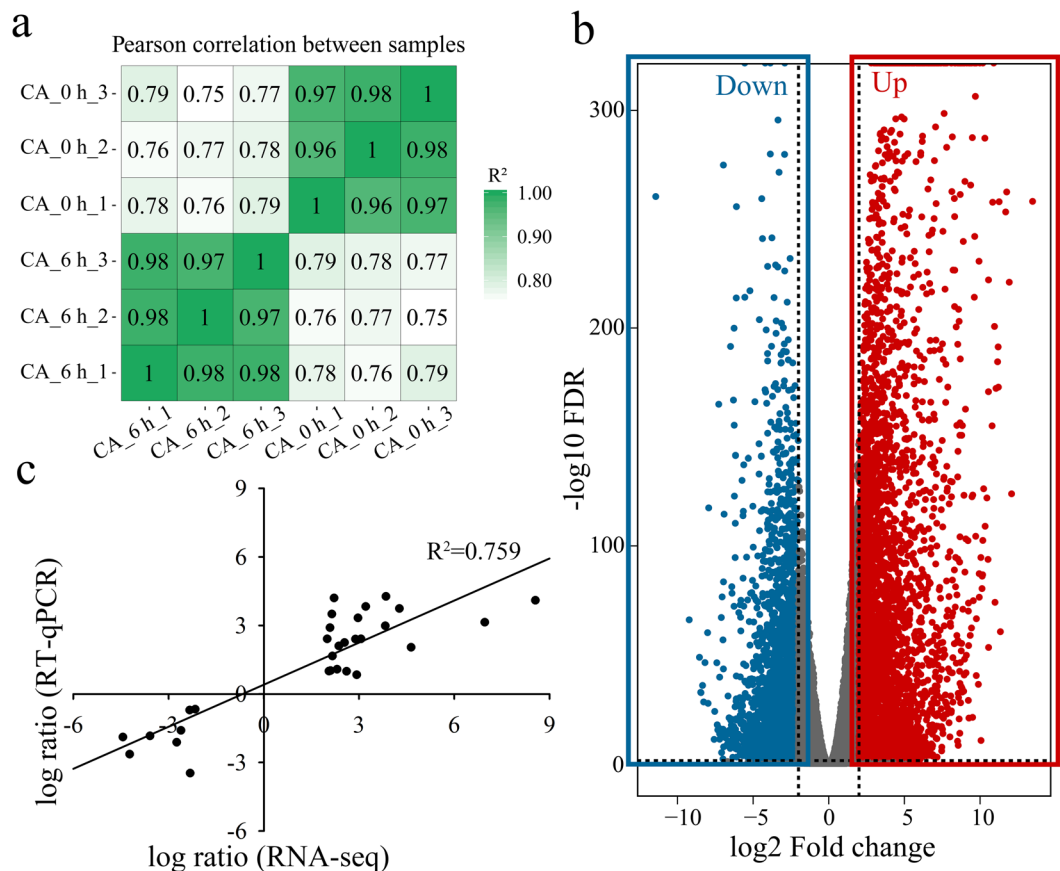 a
Pearson correlation between samples
CA_0 h_3 0.79 0.75 0.77 0.97 0.98 1
CA_0 h_2 0.76 0.77 0.78 0.96 1 0.98
CA_0 h_1 0.78 0.76 0.79 1 0.96 0.97
CA_6 h_3 0.98 0.97 1 0.79 0.78 0.77
CA_6 h_2 0.98 1 0.97 0.76 0.77 0.75
CA_6 h_1 1 0.98 0.98 0.78 0.76 0.79
CA_6 h_1 CA_6 h_2 CA_6 h_3 CA_0 h_1 CA_0 h_2 CA_0 h_3
R²
1.00
0.90
0.80
b
Down Up
300
200
100
0
-log10 FDR
−10 −5 0 5 10
log2 Fold change
c
9
6
R²=0.759
3
0
-6 -3 0 3 6 9
-3
-6
log ratio (RT-qPCR)
log ratio (RNA-seq)